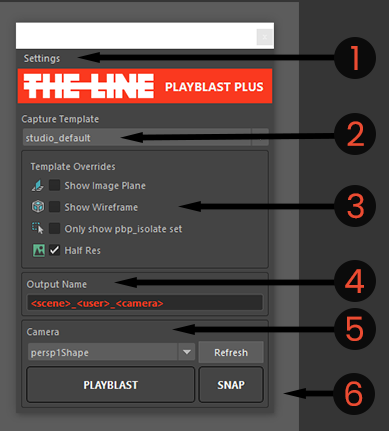 Settings
1
THE LINE PLAYBLAST PLUS
Capture Template
studio_default
2
Template Overrides
Show Image Plane
Show Wireframe
3
Only show pbp_isolate set
Half Res
Output Name
4
<scene>_<user>_<camera>
Camera
5
persp1Shape Refresh
PLAYBLAST SNAP
6